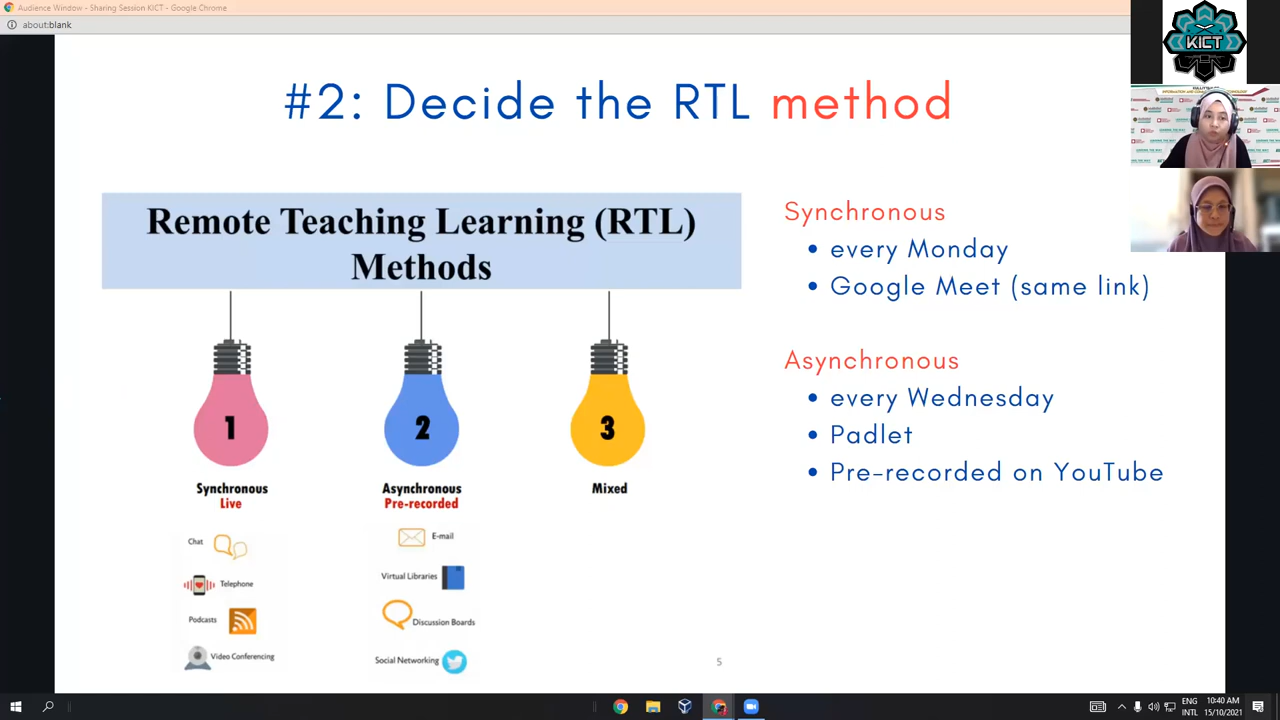 Audience Window - Sharing Session KICT - Google Chrome
about:blank
#2: Decide the RTL method
Remote Teaching Learning (RTL)
Methods
1
2
3
Synchronous
Live
Asynchronous
Pre-recorded
Mixed
Chat
Telephone
Podcasts
Video Conferencing
E-mail
Virtual Libraries
Discussion Boards
Social Networking
Synchronous
• every Monday
• Google Meet (same link)
Asynchronous
• every Wednesday
• Padlet
• Pre-recorded on YouTube
5
KICT
ENG
INTL
10:40 AM
15/10/2021